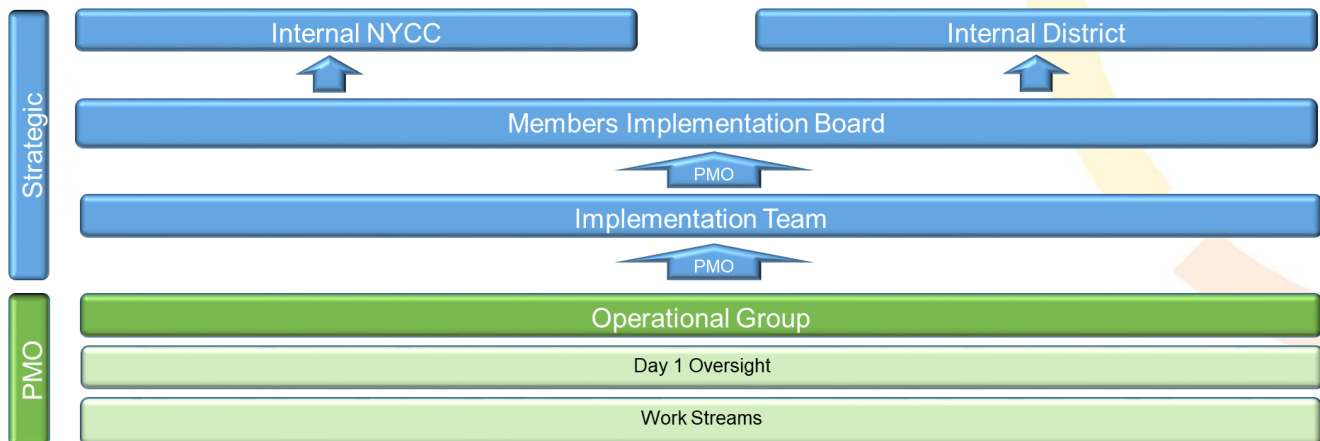 Strategic
Internal NYCC
Internal District
Members Implementation Board
PMO
Implementation Team
PMO
PMO
Operational Group
Day 1 Oversight
Work Streams